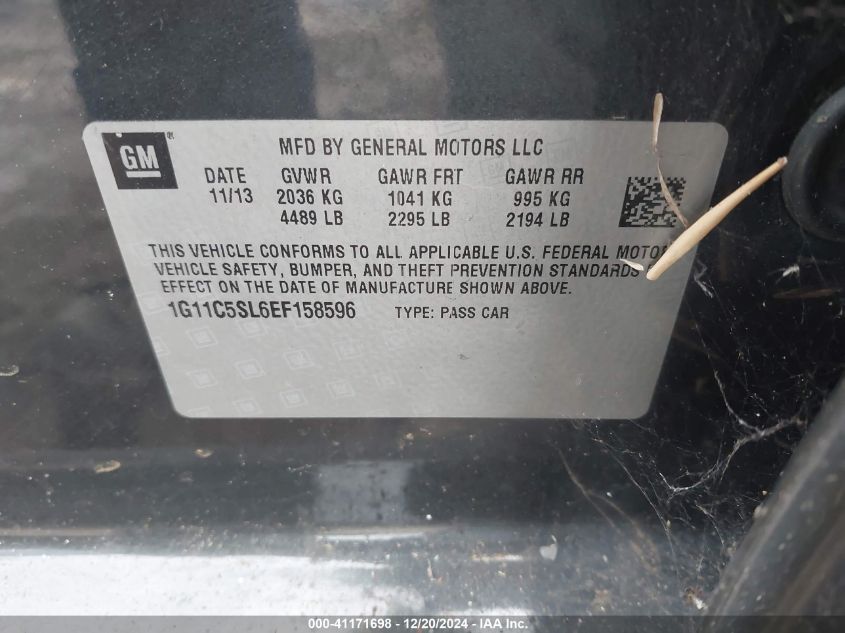 GM ®
MFD BY GENERAL MOTORS LLC
DATE GVWR GAWR FRT GAWR RR
11/13 2036 KG 1041 KG 995 KG
4489 LB 2295 LB 2194 LB
THIS VEHICLE CONFORMS TO ALL APPLICABLE U.S. FEDERAL MOTOR
VEHICLE SAFETY, BUMPER, AND THEFT PREVENTION STANDARDS
EFFECT ON THE DATE OF MANUFACTURE SHOWN ABOVE.
1G11C5SL6EF158596 TYPE: PASS CAR
000-41171698 - 12/20/2024 - Copyright © 2024 IAA, Inc.